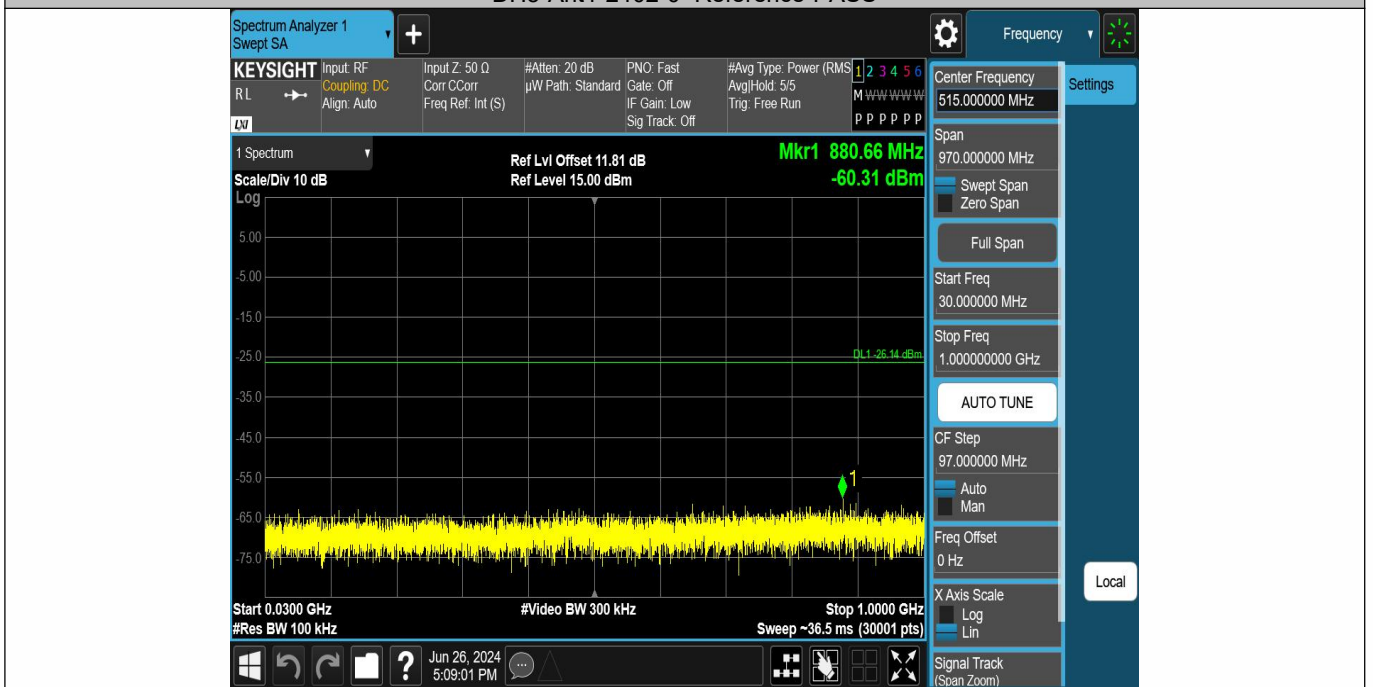 Spectrum Analyzer 1
Swept SA
Frequency
KEYSIGHT
RL
LXI
Input: RF
Coupling: DC
Align: Auto
Input Z: 50 Ω
Corr CCorr
Freq Ref: Int (S)
#Atten: 20 dB
µW Path: Standard
PNO: Fast
Gate: Off
IF Gain: Low
Sig Track: Off
#Avg Type: Power (RMS
Avg|Hold: 5/5
Trig: Free Run
1 2 3 4 5 6
M W W W W W
P P P P P P
1 Spectrum
Scale/Div 10 dB
Log
Ref Lvl Offset 11.81 dB
Ref Level 15.00 dBm
Mkr1 880.66 MHz
-60.31 dBm
5.00
-5.00
-15.0
-25.0
DL1 -26.14 dBm
-35.0
-45.0
-55.0
1
-65.0
-75.0
Start 0.0300 GHz
#Res BW 100 kHz
#Video BW 300 kHz
Stop 1.0000 GHz
Sweep ~36.5 ms (30001 pts)
Center Frequency
515.000000 MHz
Settings
Span
970.000000 MHz
Swept Span
Zero Span
Full Span
Start Freq
30.000000 MHz
Stop Freq
1.000000000 GHz
AUTO TUNE
CF Step
97.000000 MHz
Auto
Man
Freq Offset
0 Hz
Local
X Axis Scale
Log
Lin
Signal Track
(Span Zoom)
?
Jun 26, 2024
5:09:01 PM